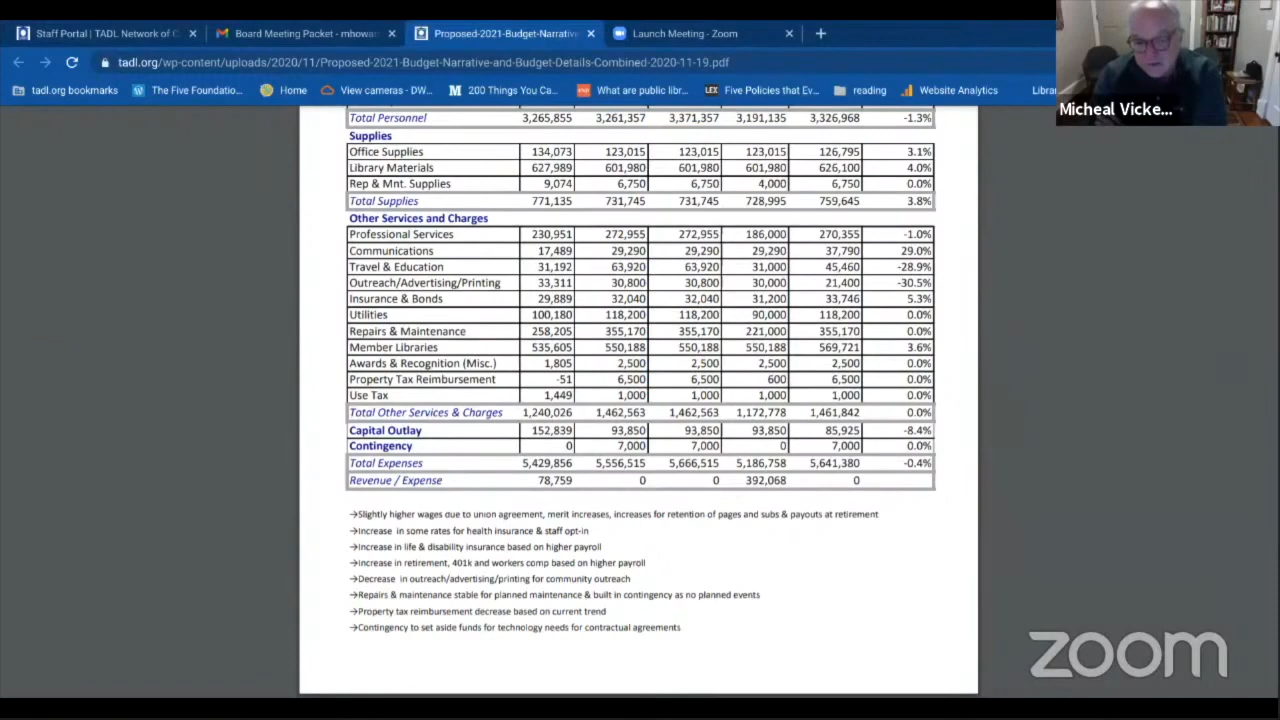 Staff Portal | TADL Network of C × Board Meeting Packet - mhowa × Proposed-2021-Budget-Narrativ × Launch Meeting - Zoom × +
tadl.org/wp-content/uploads/2020/11/Proposed-2021-Budget-Narrative-and-Budget-Details-Combined-2020-11-19.pdf
tadl.org bookmarks The Five Foundatio... Home View cameras - DW... 200 Things You Ca... What are public libr... LEX Five Policies that Ev... reading Website Analytics Librar
Micheal Vicke...
Total Personnel 3,265,855 3,261,357 3,371,357 3,191,135 3,326,968 -1.3%
Supplies
Office Supplies 134,073 123,015 123,015 123,015 126,795 3.1%
Library Materials 627,989 601,980 601,980 601,980 626,100 4.0%
Rep & Mnt. Supplies 9,074 6,750 6,750 4,000 6,750 0.0%
Total Supplies 771,135 731,745 731,745 728,995 759,645 3.8%
Other Services and Charges
Professional Services 230,951 272,955 272,955 186,000 270,355 -1.0%
Communications 17,489 29,290 29,290 29,290 37,790 29.0%
Travel & Education 31,192 63,920 63,920 31,000 45,460 -28.9%
Outreach/Advertising/Printing 33,311 30,800 30,800 30,000 21,400 -30.5%
Insurance & Bonds 29,889 32,040 32,040 31,200 33,746 5.3%
Utilities 100,180 118,200 118,200 90,000 118,200 0.0%
Repairs & Maintenance 258,205 355,170 355,170 221,000 355,170 0.0%
Member Libraries 535,605 550,188 550,188 550,188 569,721 3.6%
Awards & Recognition (Misc.) 1,805 2,500 2,500 2,500 2,500 0.0%
Property Tax Reimbursement -51 6,500 6,500 600 6,500 0.0%
Use Tax 1,449 1,000 1,000 1,000 1,000 0.0%
Total Other Services & Charges 1,240,026 1,462,563 1,462,563 1,172,778 1,461,842 0.0%
Capital Outlay 152,839 93,850 93,850 93,850 85,925 -8.4%
Contingency 0 7,000 7,000 0 7,000 0.0%
Total Expenses 5,429,856 5,556,515 5,666,515 5,186,758 5,641,380 -0.4%
Revenue / Expense 78,759 0 0 392,068 0
→Slightly higher wages due to union agreement, merit increases, increases for retention of pages and subs & payouts at retirement
→Increase in some rates for health insurance & staff opt-in
→Increase in life & disability insurance based on higher payroll
→Increase in retirement, 401k and workers comp based on higher payroll
→Decrease in outreach/advertising/printing for community outreach
→Repairs & maintenance stable for planned maintenance & built in contingency as no planned events
→Property tax reimbursement decrease based on current trend
→Contingency to set aside funds for technology needs for contractual agreements
zoom